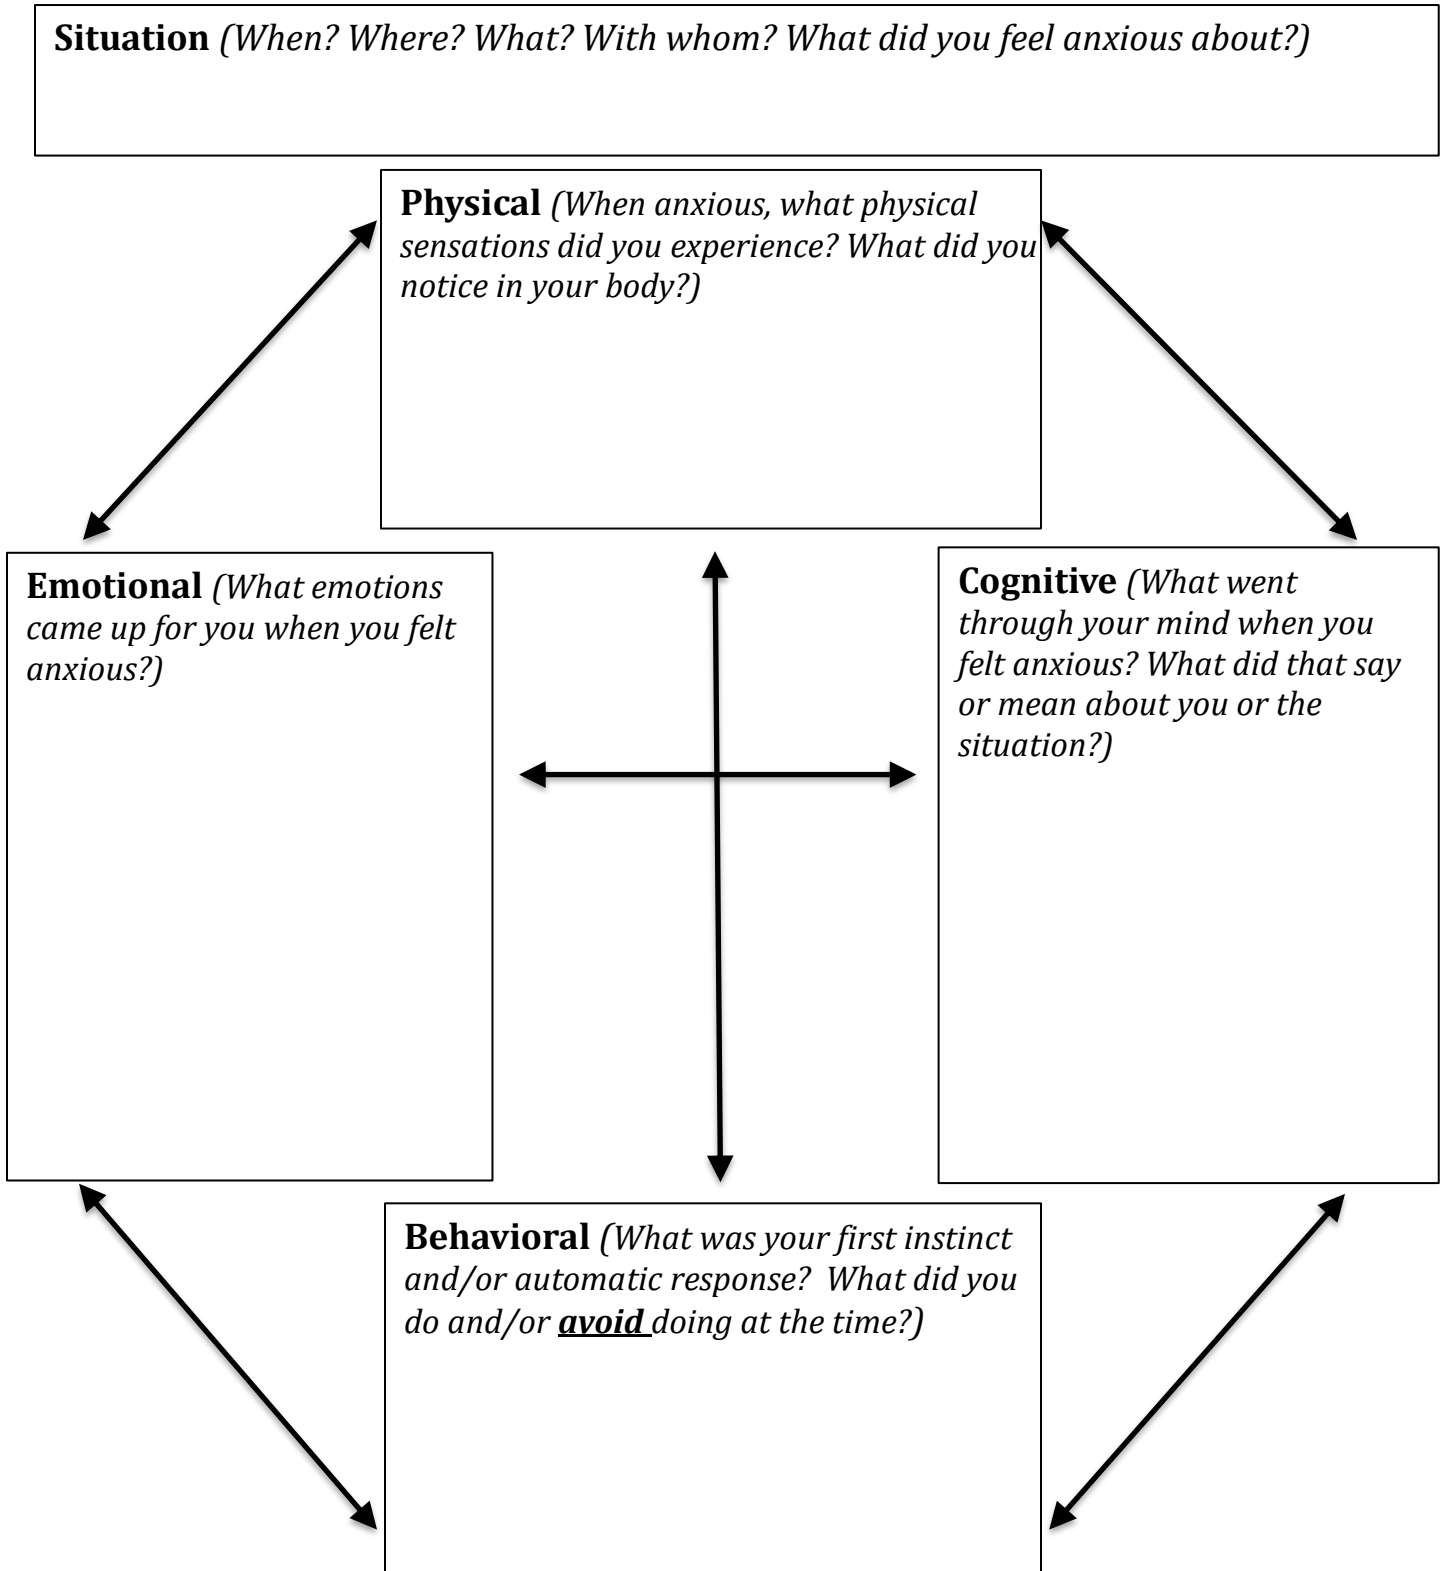 Situation (When? Where? What? With whom? What did you feel anxious about?)
Physical (When anxious, what physical
sensations did you experience? What did you
notice in your body?)
Emotional (What emotions
came up for you when you felt
anxious?)
Cognitive (What went
through your mind when you
felt anxious? What did that say
or mean about you or the
situation?)
Behavioral (What was your first instinct
and/or automatic response?  What did you
do and/or avoid doing at the time?)